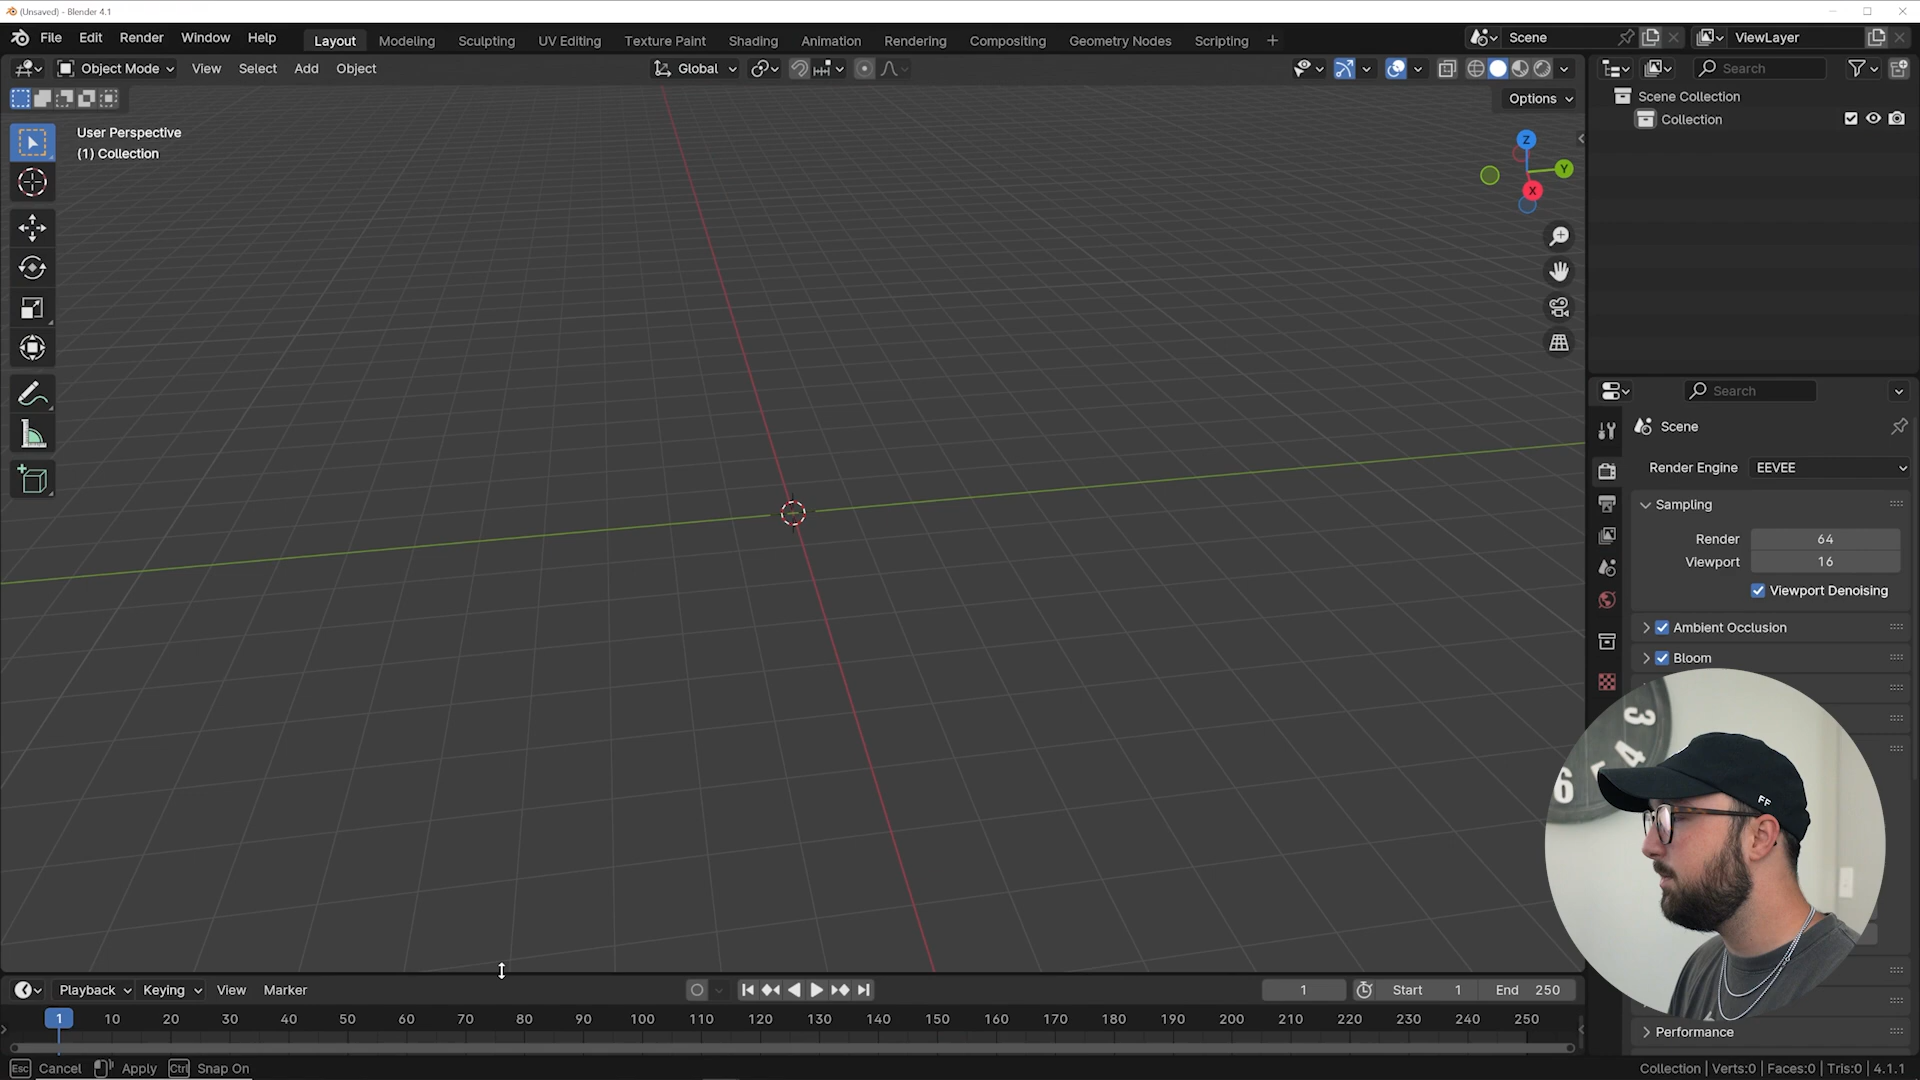 (Unsaved) - Blender 4.1
File Edit Render Window Help Layout Modeling Sculpting UV Editing Texture Paint Shading Animation Rendering Compositing Geometry Nodes Scripting + Scene ViewLayer
Object Mode View Select Add Object Global Search
Options
User Perspective
(1) Collection
Z
Y
X
Scene Collection
Collection
Search
Scene
Render Engine EEVEE
Sampling
Render 64
Viewport 16
Viewport Denoising
Ambient Occlusion
Bloom
3
4
5
6
FF
Performance
Playback Keying View Marker 1 Start 1 End 250
1 10 20 30 40 50 60 70 80 90 100 110 120 130 140 150 160 170 180 190 200 210 220 230 240 250
Esc Cancel Apply Ctrl Snap On Collection | Verts:0 | Faces:0 | Tris:0 | 4.1.1